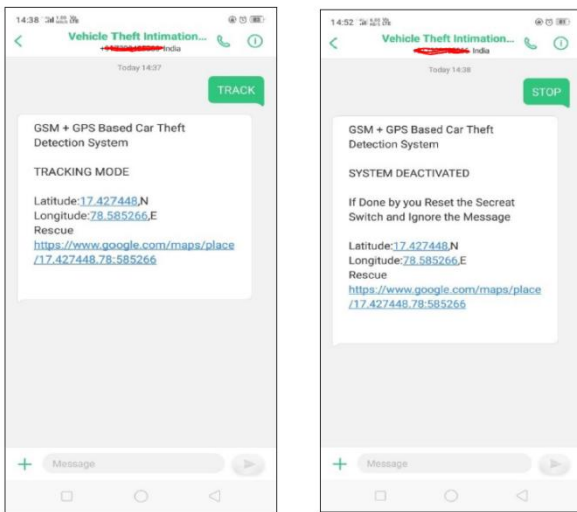 14:38
Vehicle Theft Intimation...
India
Today 14:37
TRACK
GSM + GPS Based Car Theft
Detection System
TRACKING MODE
Latitude:17.427448,N
Longitude:78.585266,E
Rescue
https://www.google.com/maps/place
/17.427448.78:585266
Message
14:52
Vehicle Theft Intimation...
India
Today 14:38
STOP
GSM + GPS Based Car Theft
Detection System
SYSTEM DEACTIVATED
If Done by you Reset the Secreat
Switch and Ignore the Message
Latitude:17.427448,N
Longitude:78.585266,E
Rescue
https://www.google.com/maps/place
/17.427448.78:585266
Message